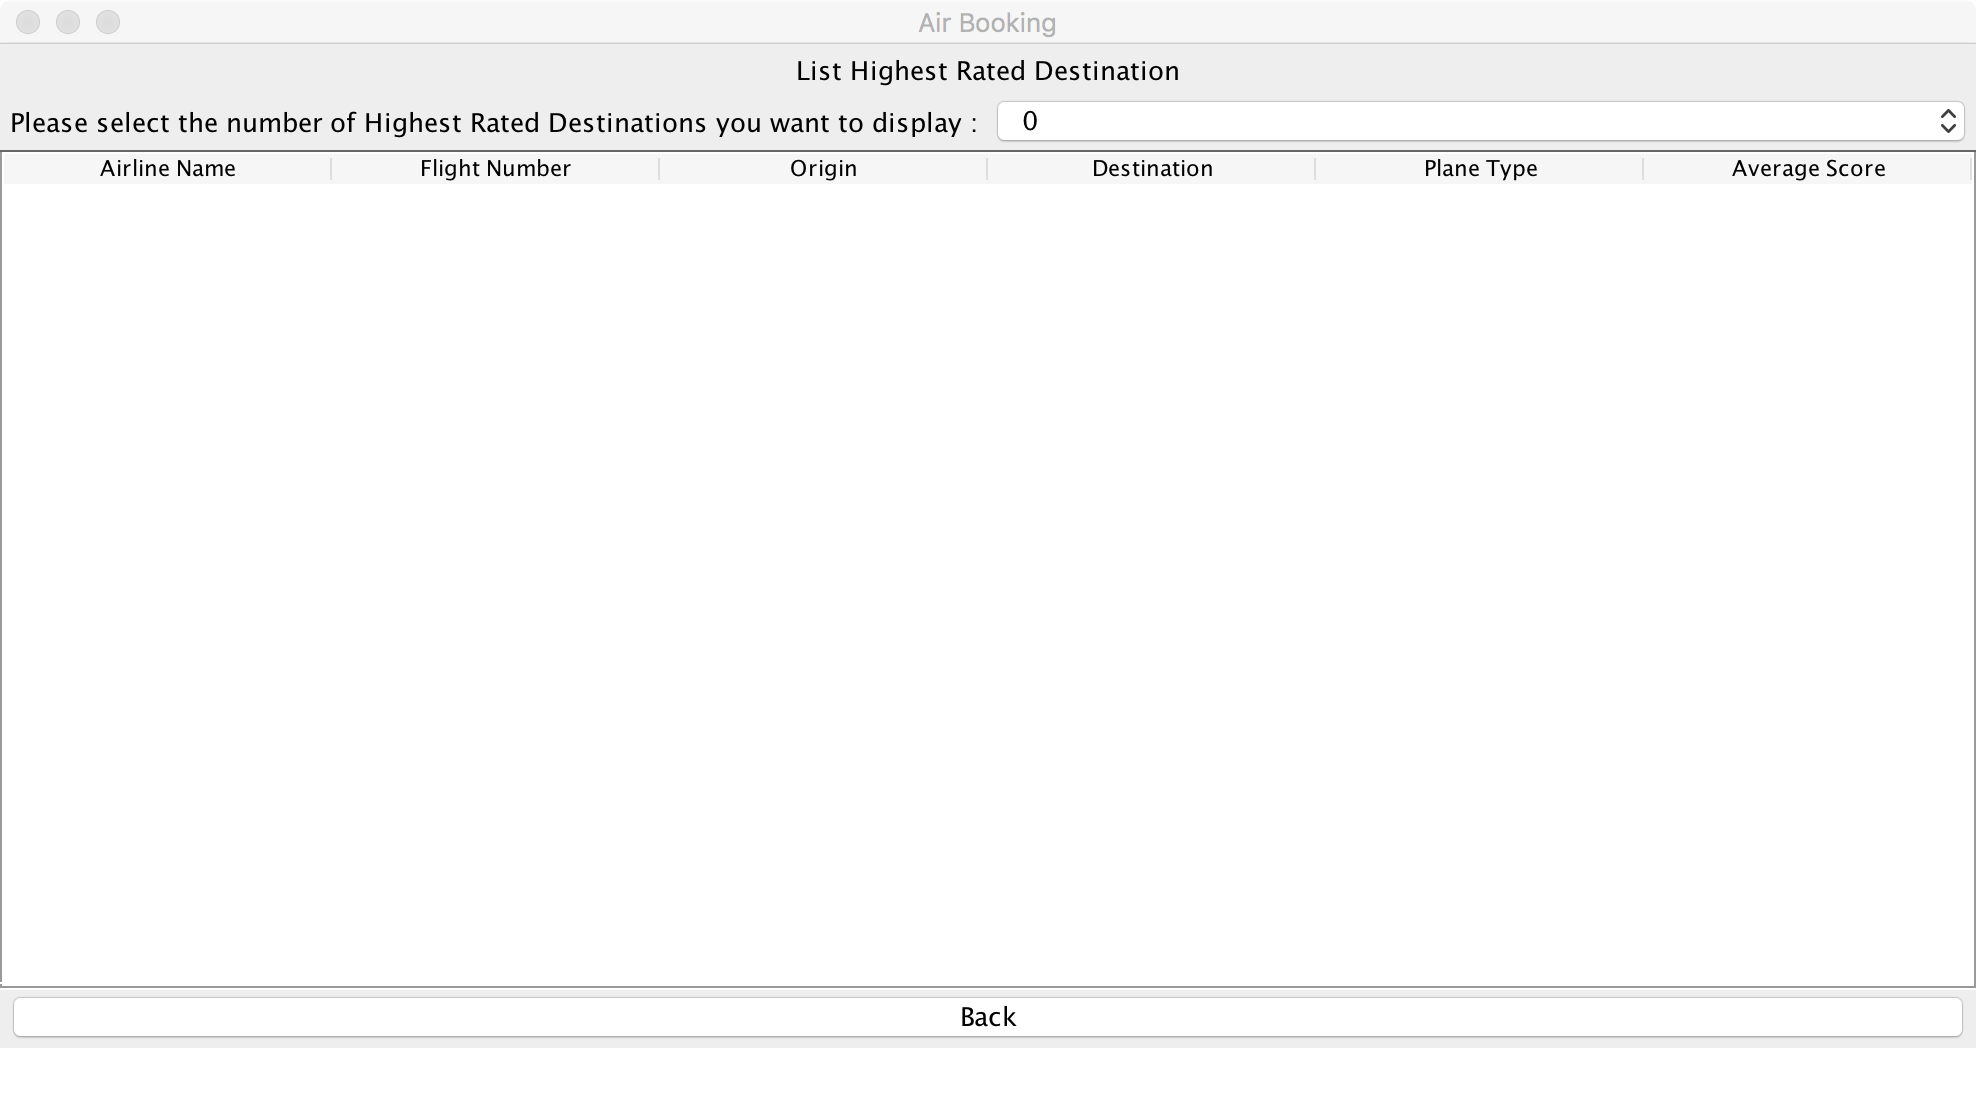 Air Booking
List Highest Rated Destination
Please select the number of Highest Rated Destinations you want to display : 0
Airline Name Flight Number Origin Destination Plane Type Average Score
Back